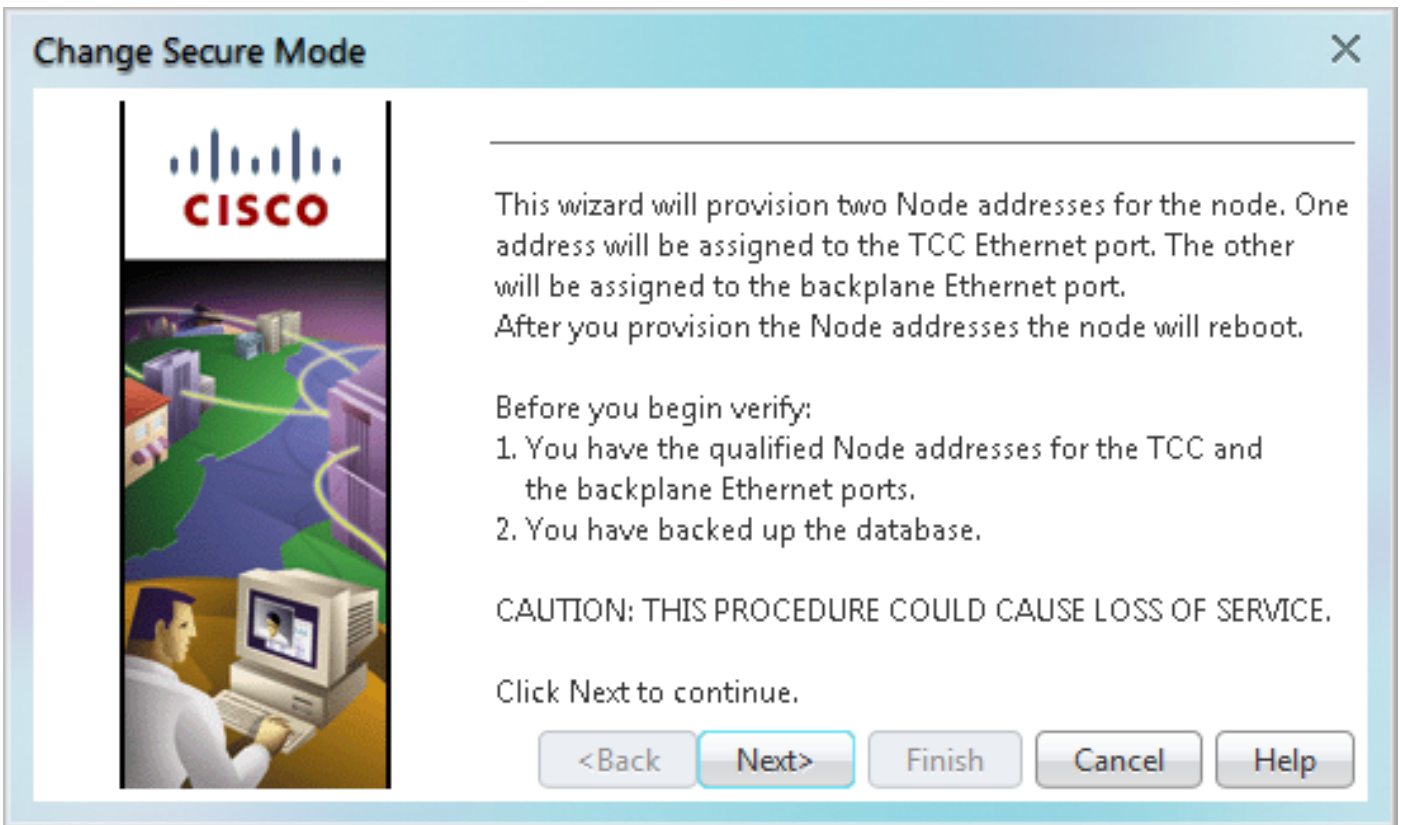 Change Secure Mode
CISCO
This wizard will provision two Node addresses for the node. One
address will be assigned to the TCC Ethernet port. The other
will be assigned to the backplane Ethernet port.
After you provision the Node addresses the node will reboot.
Before you begin verify:
1. You have the qualified Node addresses for the TCC and
the backplane Ethernet ports.
2. You have backed up the database.
CAUTION: THIS PROCEDURE COULD CAUSE LOSS OF SERVICE.
Click Next to continue.
<Back Next> Finish Cancel Help